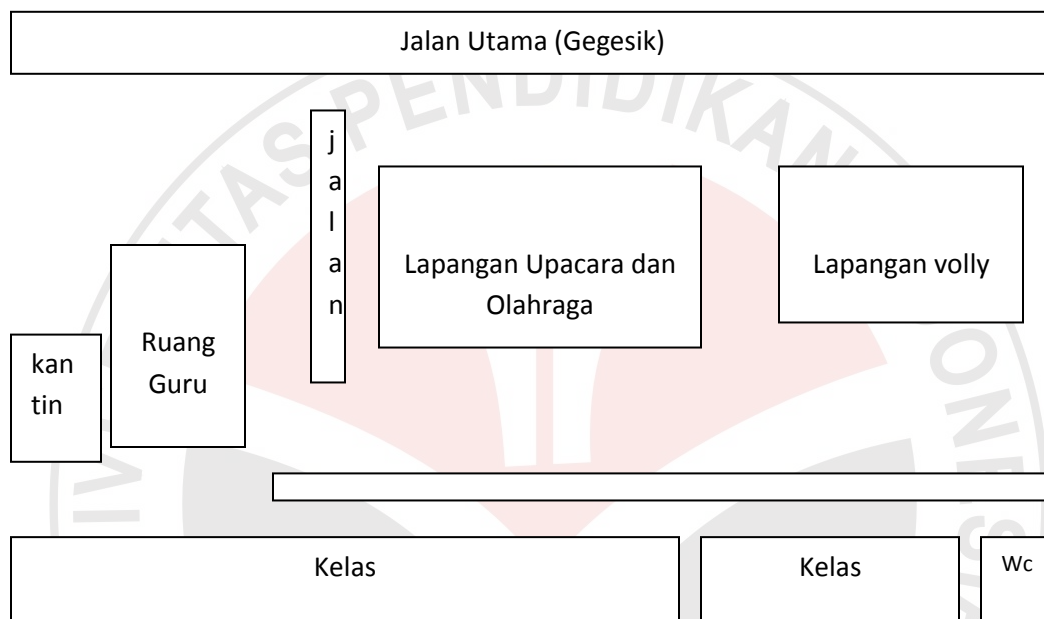 Jalan Utama (Gegesik)
j
a
l
a
n
Lapangan Upacara dan
Olahraga
Lapangan volly
Ruang
Guru
kan
tin
Kelas
Kelas
Wc